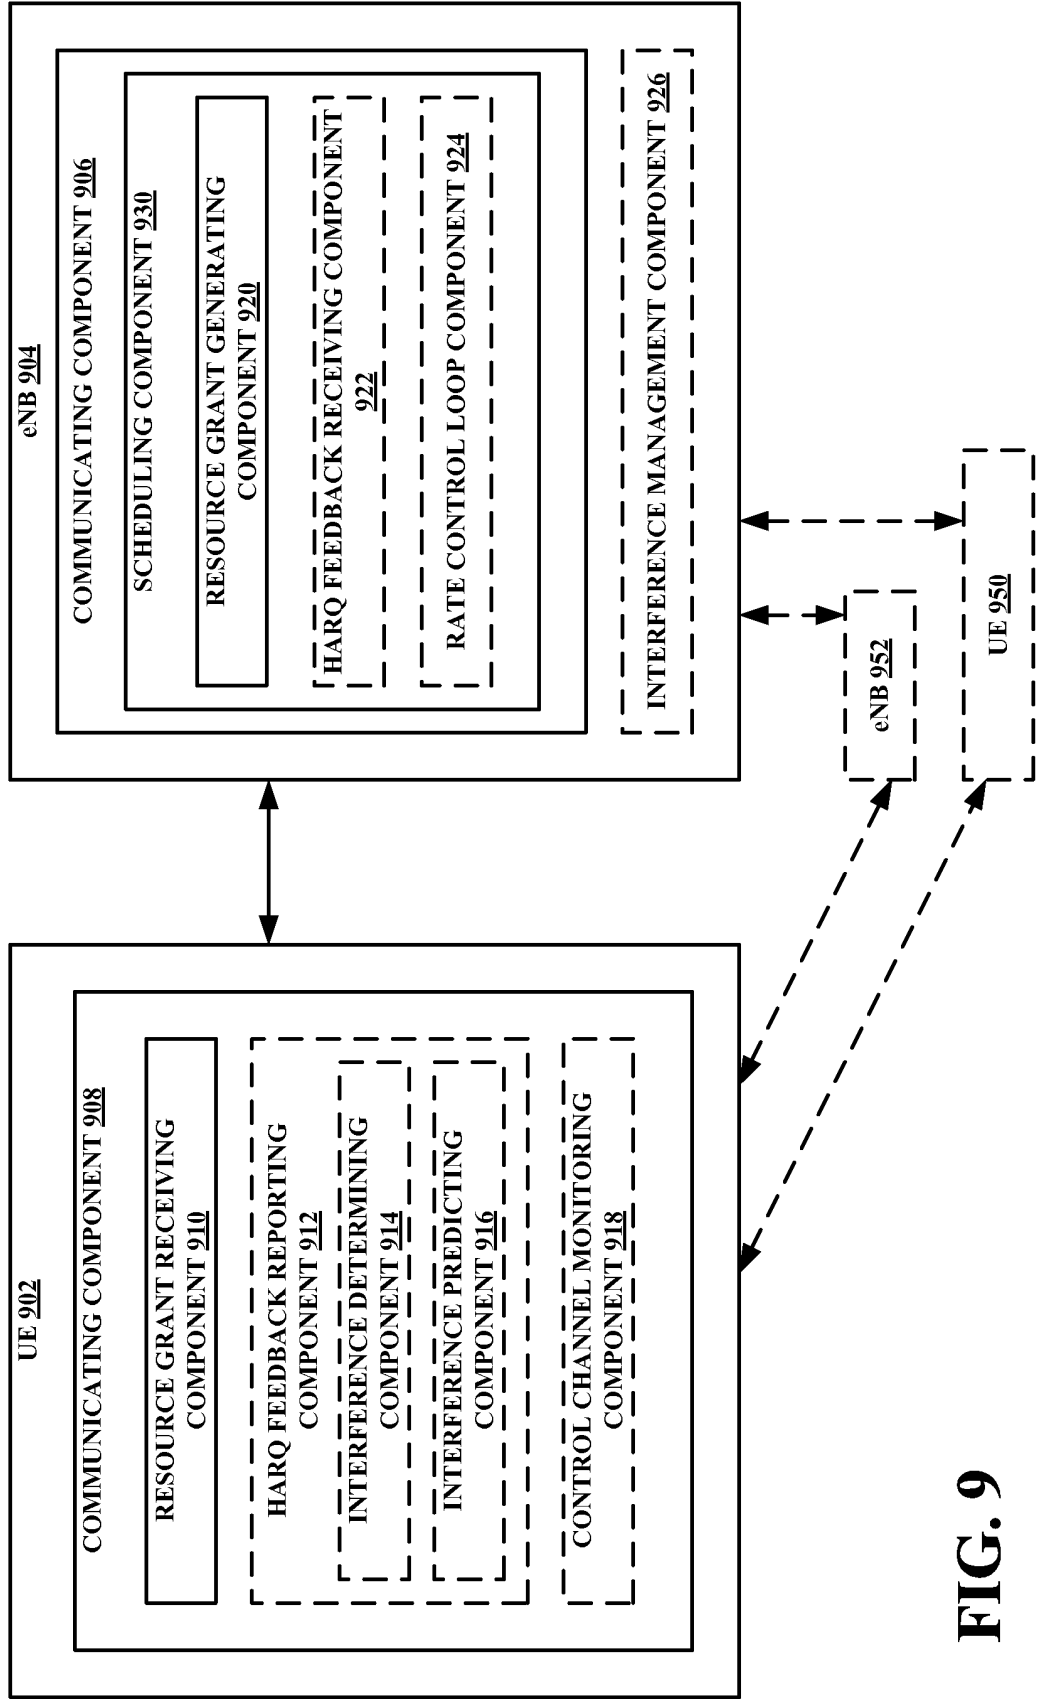 UE 902
COMMUNICATING COMPONENT 908
RESOURCE GRANT RECEIVING
COMPONENT 910
HARQ FEEDBACK REPORTING
COMPONENT 912
INTERFERENCE DETERMINING
COMPONENT 914
INTERFERENCE PREDICTING
COMPONENT 916
CONTROL CHANNEL MONITORING
COMPONENT 918
eNB 904
COMMUNICATING COMPONENT 906
SCHEDULING COMPONENT 930
RESOURCE GRANT GENERATING
COMPONENT 920
HARQ FEEDBACK RECEIVING COMPONENT
922
RATE CONTROL LOOP COMPONENT 924
INTERFERENCE MANAGEMENT COMPONENT 926
eNB 952
UE 950
FIG. 9